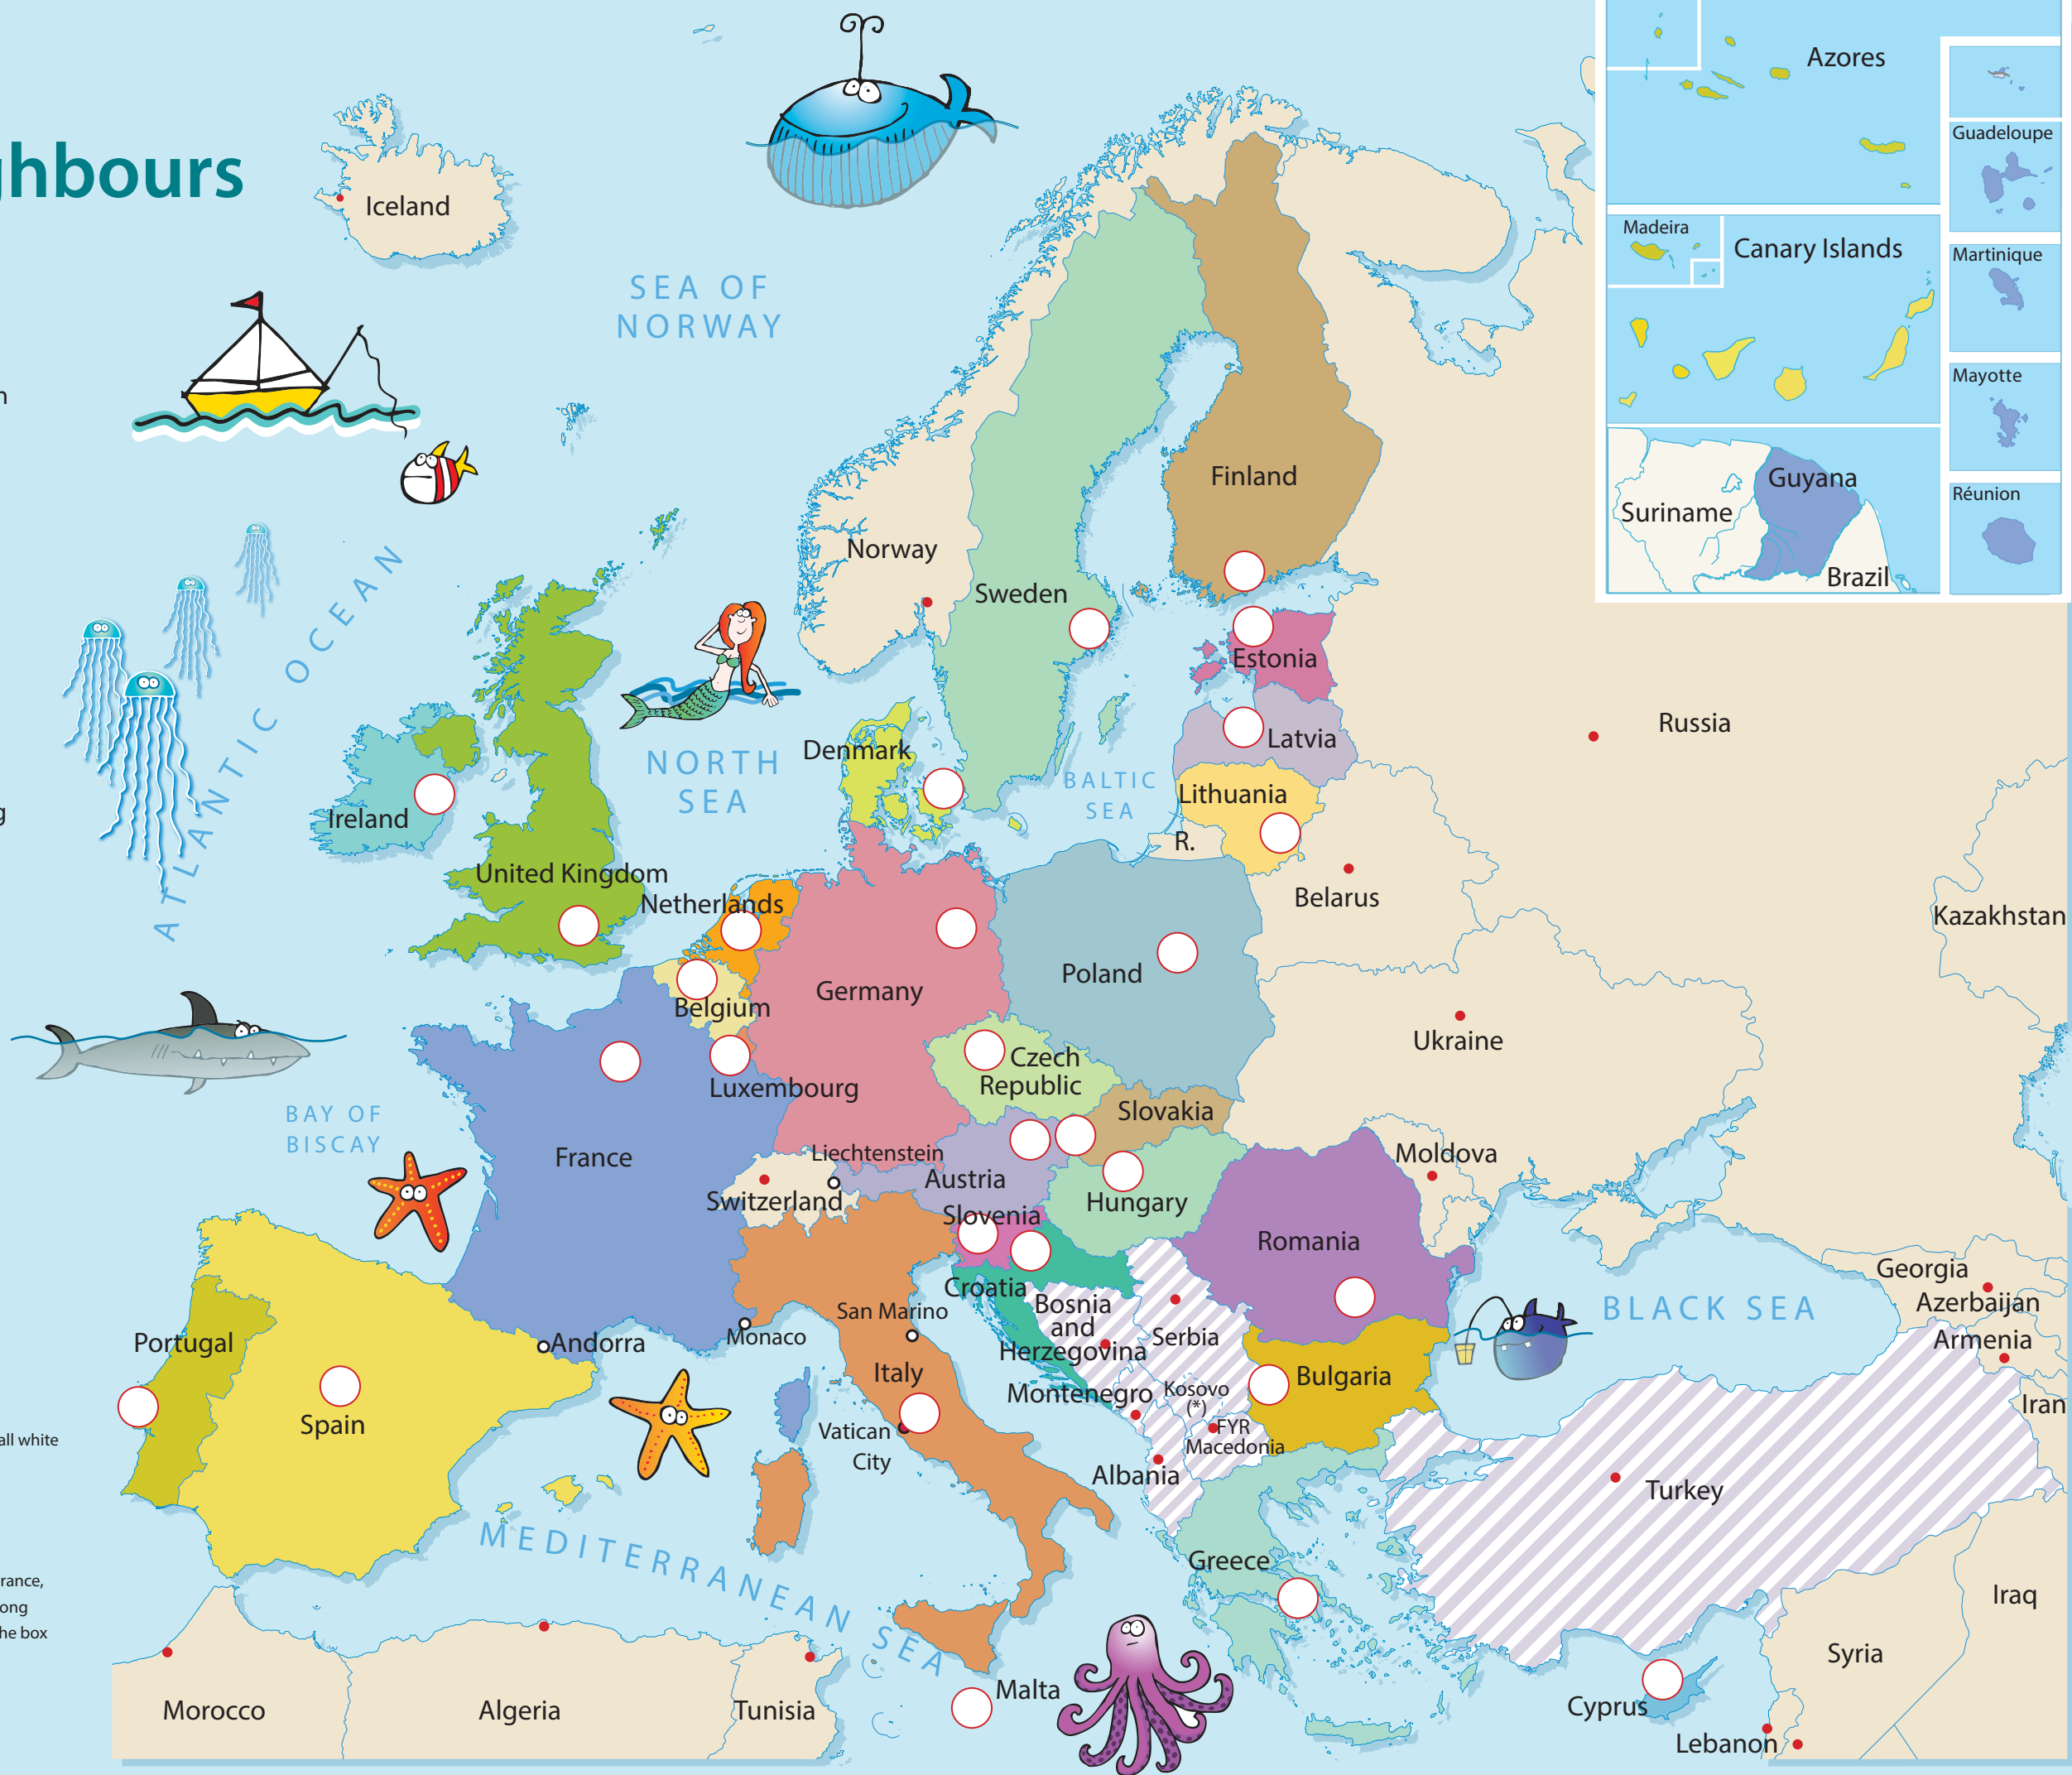 ghbours
Iceland
SEA OF
NORWAY
Azores
Guadeloupe
Madeira
Canary Islands
Martinique
Mayotte
Guyana
Suriname
Brazil
Réunion
Finland
Norway
Sweden
Estonia
Russia
ATLANTIC OCEAN
NORTH
SEA
Denmark
BALTIC
SEA
Latvia
Lithuania
R.
Ireland
United Kingdom
Netherlands
Belarus
Kazakhstan
Belgium
Germany
Poland
Ukraine
Luxembourg
Czech
Republic
Slovakia
BAY OF
BISCAY
France
Liechtenstein
Switzerland
Austria
Hungary
Moldova
Slovenia
Romania
Croatia
Georgia
Azerbaijan
Armenia
BLACK SEA
San Marino
Monaco
Andorra
Portugal
Spain
Bosnia
and
Herzegovina
Serbia
Italy
Bulgaria
Montenegro
Kosovo
(*)
FYR
Macedonia
Vatican
City
Albania
Iran
Turkey
all white
MEDITERRANEAN SEA
Greece
rance,
ong
he box
Iraq
Syria
Malta
Cyprus
Lebanon
Morocco
Algeria
Tunisia